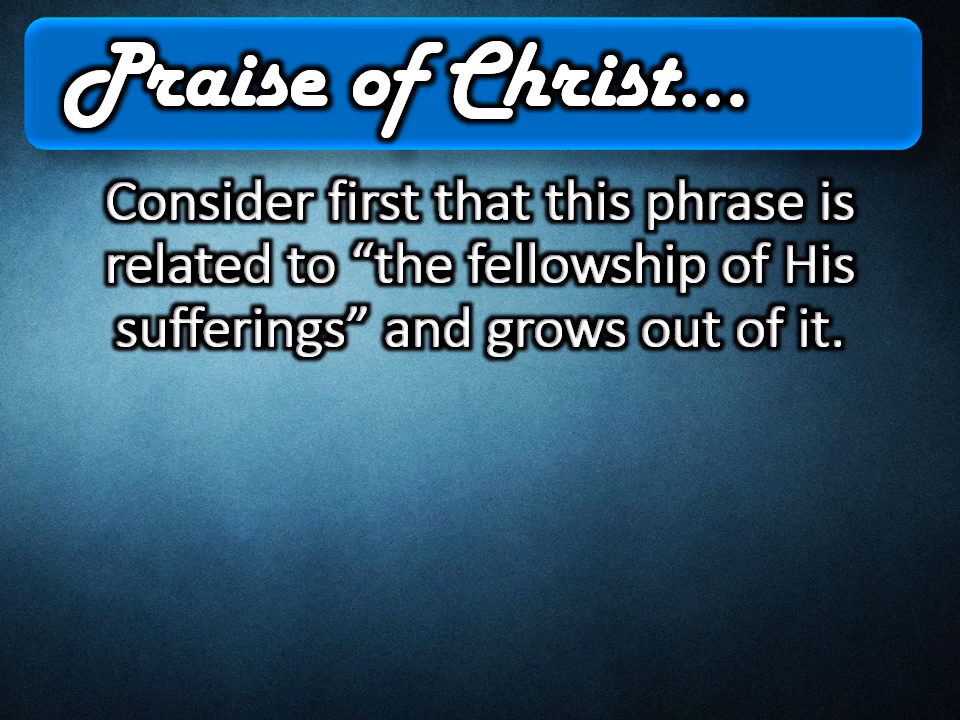 Praise of Christ...
Consider first that this phrase is
related to “the fellowship of His
sufferings” and grows out of it.